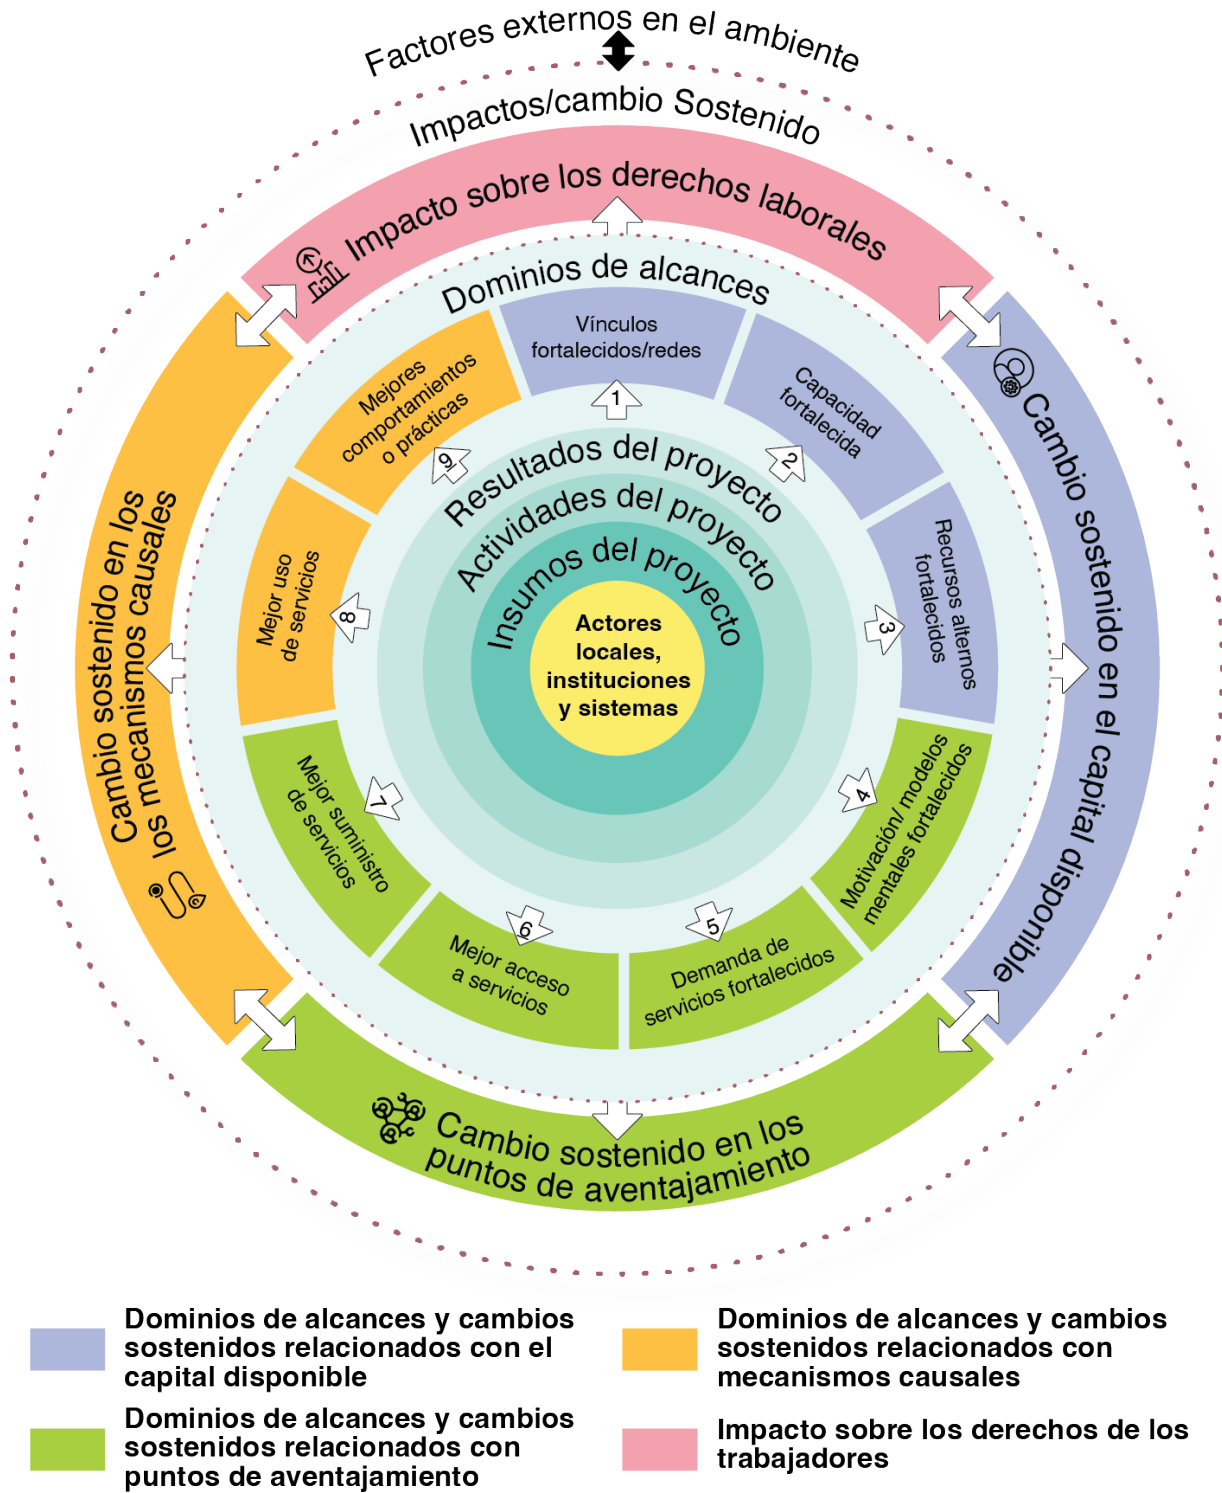 Factores externos en el ambiente
Impactos/cambio Sostenido
Impacto sobre los derechos laborales
Dominios de alcances
Vínculos
fortalecidos/redes
1
Capacidad
fortalecida
2
Recursos alternos
fortalecidos
3
Motivación/ modelos
mentales fortalecidos
4
Demanda de
servicios fortalecidos
5
Mejor acceso
a servicios
6
Mejor suministro
de servicios
7
Mejor uso
de servicios
8
Mejores
comportamientos
o prácticas
9
Resultados del proyecto
Actividades del proyecto
Insumos del proyecto
Actores
locales,
instituciones
y sistemas
Cambio sostenido en el capital disponible
Cambio sostenido en los
puntos de aventajamiento
Cambio sostenido en los
los mecanismos causales
Dominios de alcances y cambios
sostenidos relacionados con el
capital disponible
Dominios de alcances y cambios
sostenidos relacionados con
puntos de aventajamiento
Dominios de alcances y cambios
sostenidos relacionados con
mecanismos causales
Impacto sobre los derechos de los
trabajadores